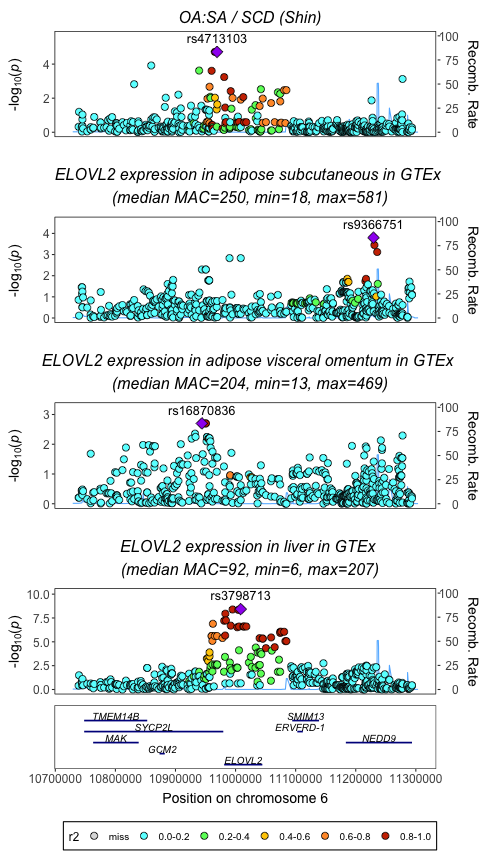 OA:SA / SCD (Shin)
rs4713103
-log10(p)
Recomb. Rate
0
2
4
0
25
50
75
100
ELOVL2 expression in adipose subcutaneous in GTEx
(median MAC=250, min=18, max=581)
rs9366751
-log10(p)
Recomb. Rate
0
1
2
3
4
0
25
50
75
100
ELOVL2 expression in adipose visceral omentum in GTEx
(median MAC=204, min=13, max=469)
rs16870836
-log10(p)
Recomb. Rate
0
1
2
3
0
25
50
75
100
ELOVL2 expression in liver in GTEx
(median MAC=92, min=6, max=207)
rs3798713
-log10(p)
Recomb. Rate
0.0
2.5
5.0
7.5
10.0
0
25
50
75
100
TMEM14B SMIM13
SYCP2L ERVERD-1
MAK NEDD9
GCM2
ELOVL2
10700000 10800000 10900000 11000000 11100000 11200000 11300000
Position on chromosome 6
r2 miss 0.0-0.2 0.2-0.4 0.4-0.6 0.6-0.8 0.8-1.0